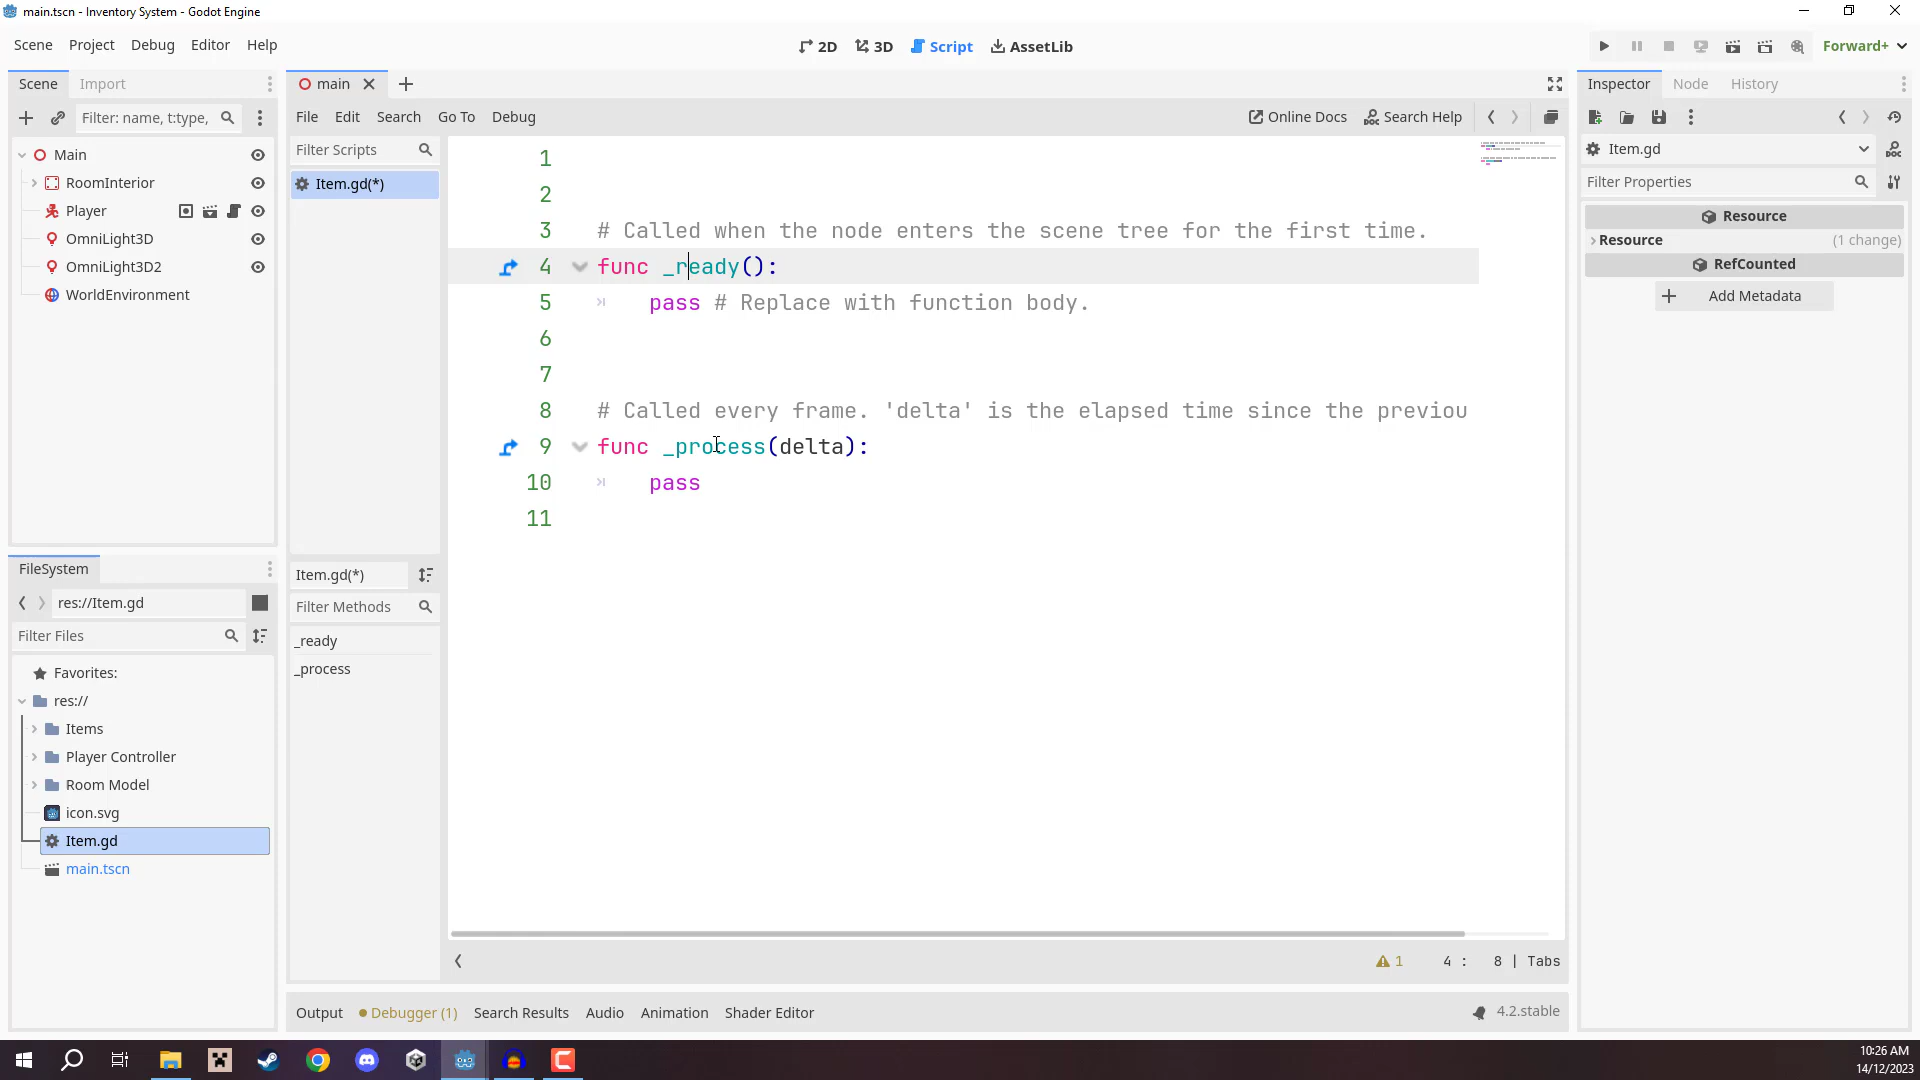 main.tscn - Inventory System - Godot Engine
Scene Project Debug Editor Help
2D 3D Script AssetLib
Forward+
Scene Import
main
Inspector Node History
Filter: name, t:type,
File Edit Search Go To Debug
Online Docs Search Help
Main
RoomInterior
Player
OmniLight3D
OmniLight3D2
WorldEnvironment
Filter Scripts
Item.gd(*)
1
2
3 # Called when the node enters the scene tree for the first time.
4 func _ready():
5 pass # Replace with function body.
6
7
8 # Called every frame. 'delta' is the elapsed time since the previou
9 func _process(delta):
10 pass
11
Item.gd
Filter Properties
Resource
Resource (1 change)
RefCounted
Add Metadata
Item.gd(*)
Filter Methods
_ready
_process
FileSystem
res://Item.gd
Filter Files
Favorites:
res://
Items
Player Controller
Room Model
icon.svg
Item.gd
main.tscn
1 4 : 8 | Tabs
Output Debugger (1) Search Results Audio Animation Shader Editor
4.2.stable
10:26 AM
14/12/2023